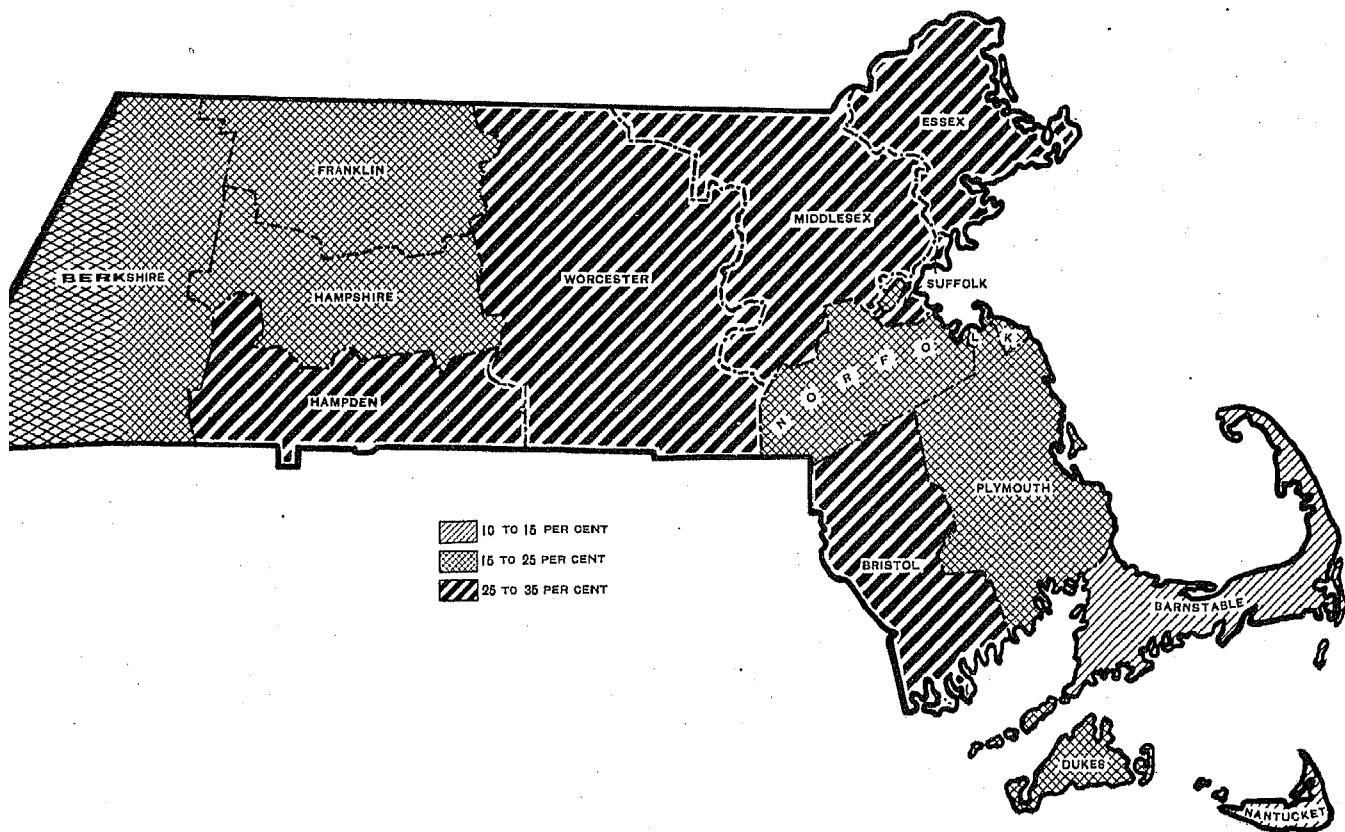 ESSEX
FRANKLIN
MIDDLESEX
BERKSHIRE
WORCESTER
SUFFOLK
HAMPSHIRE
NORFOLK
HAMPDEN
PLYMOUTH
10 TO 15 PER CENT
15 TO 25 PER CENT
25 TO 35 PER CENT
BRISTOL
BARNSTABLE
DUKES
NANTUCKET